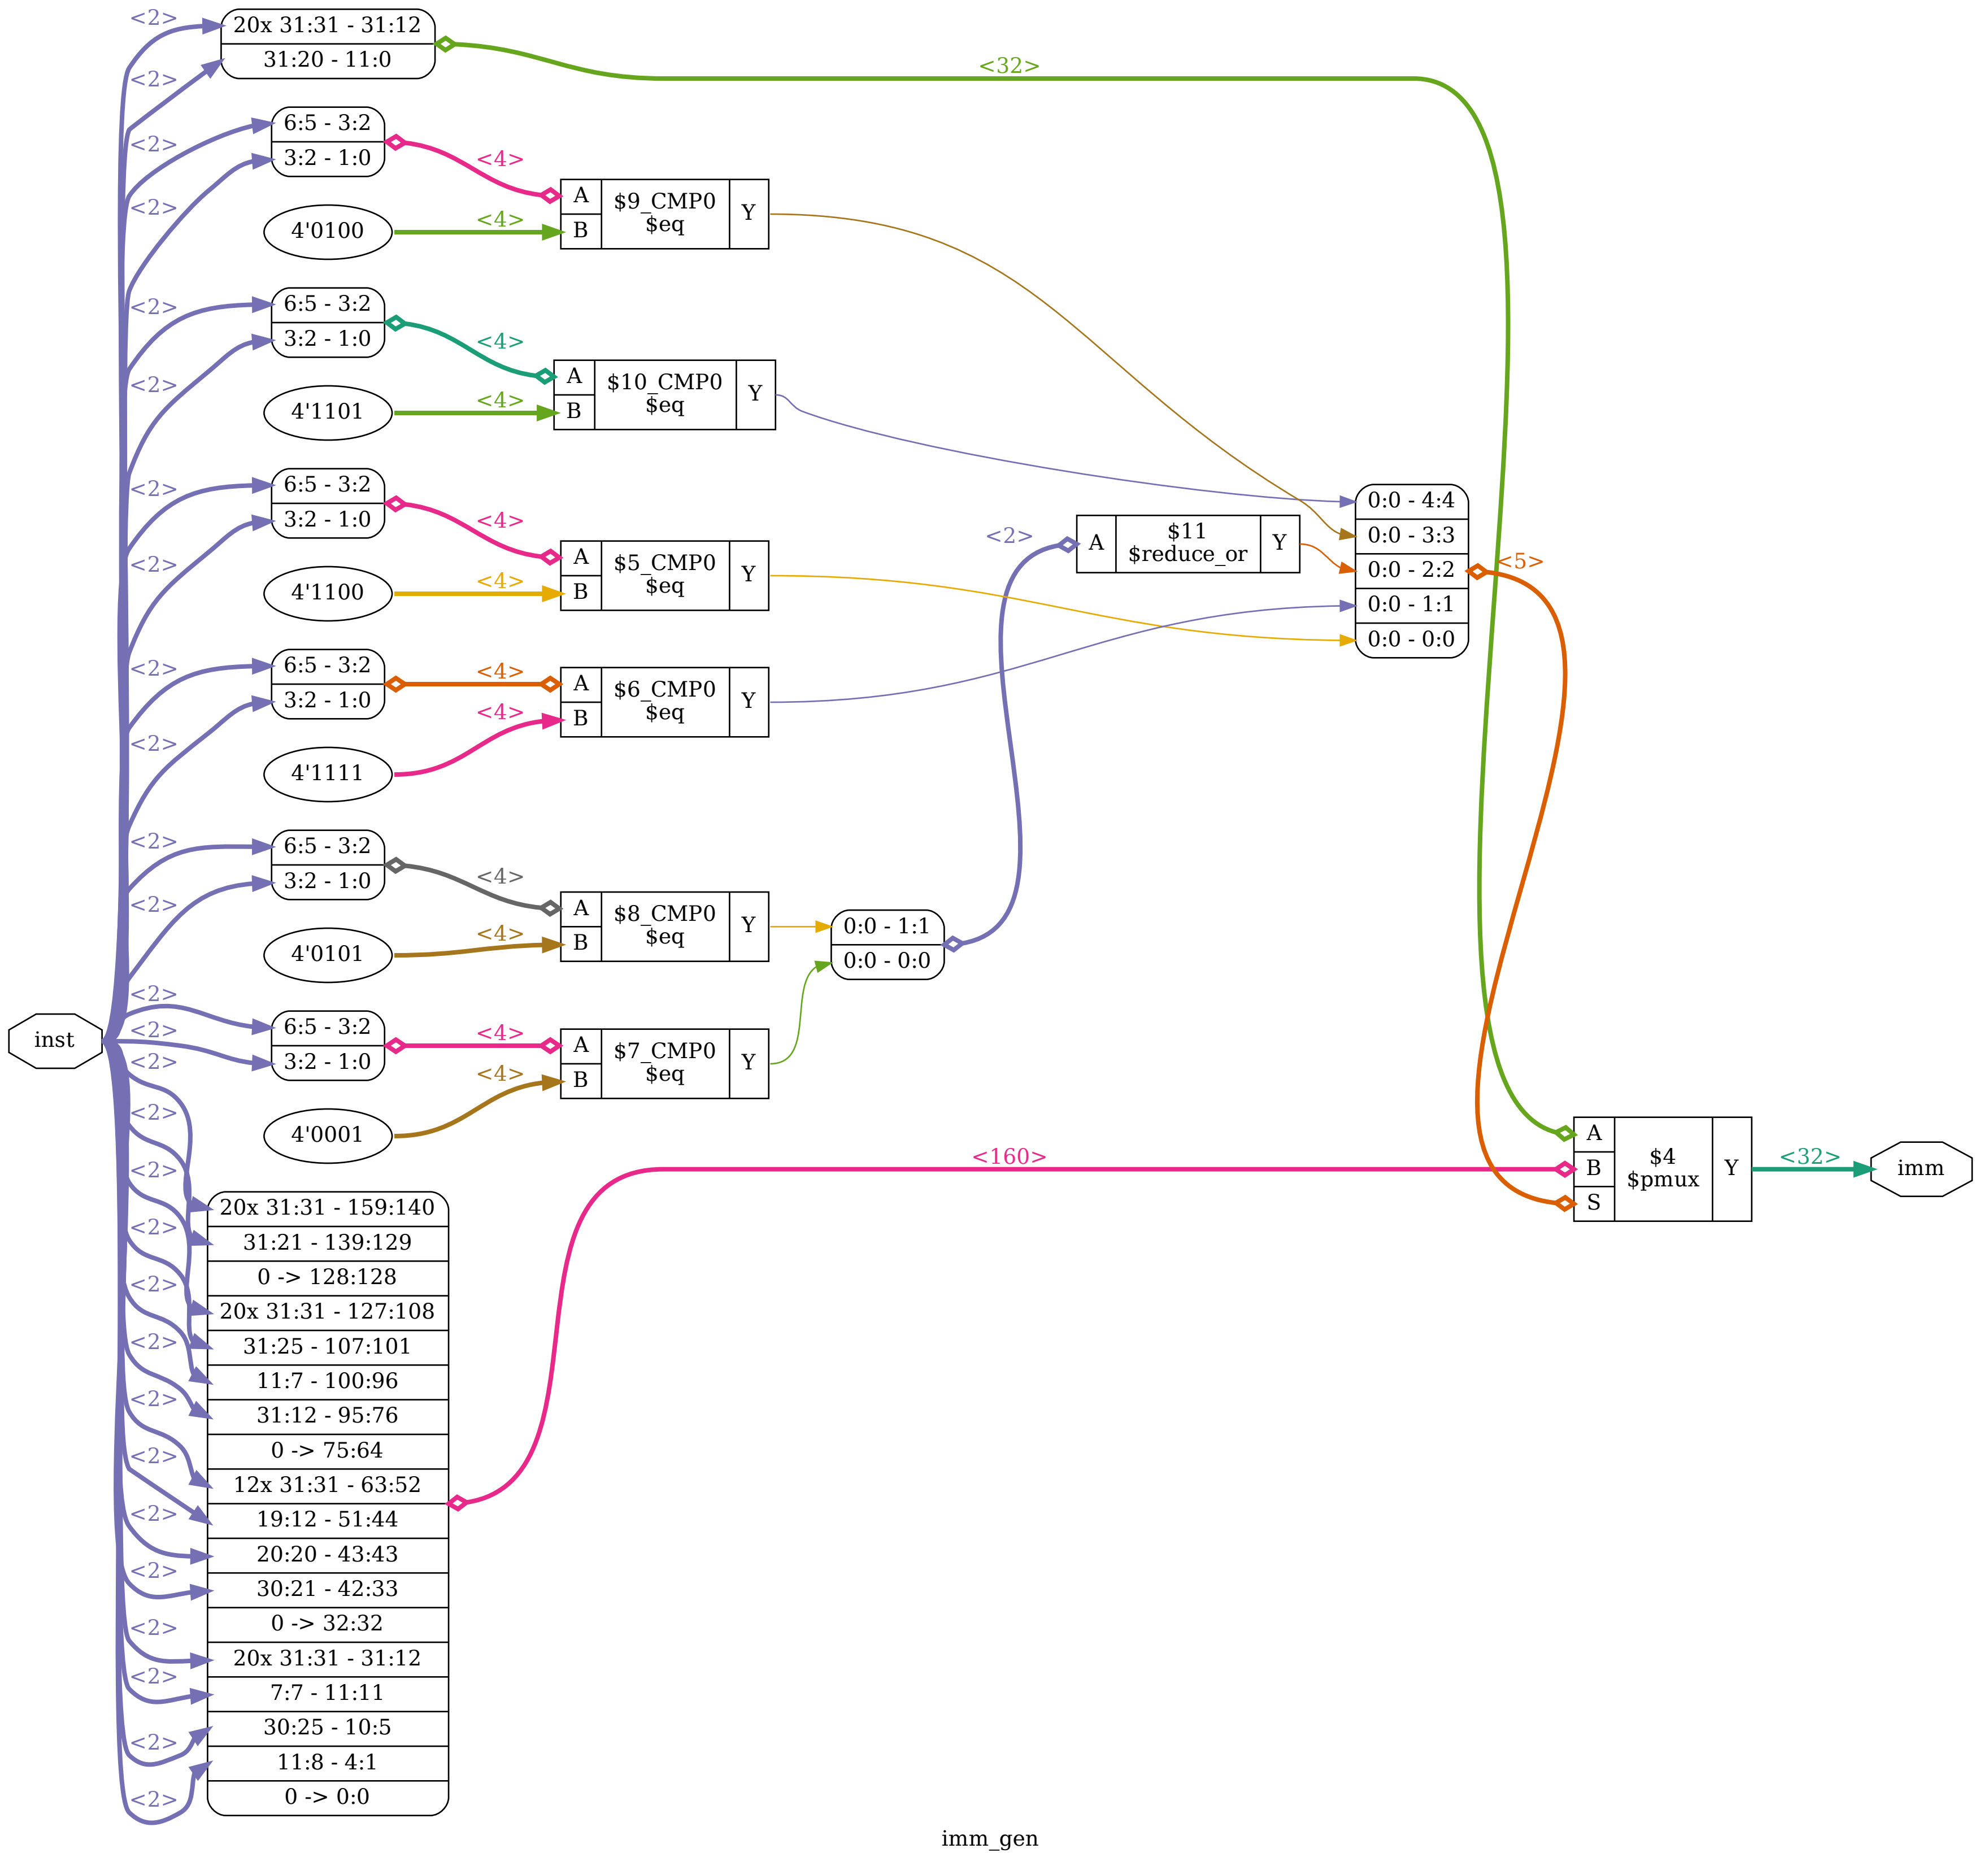 <2>
20x 31:31 - 31:12
31:20 - 11:0
<2>
<32>
<2>
6:5 - 3:2
3:2 - 1:0
<4>
<2>
4'0100
<4>
A
B
$9_CMP0
$eq
Y
<2>
6:5 - 3:2
3:2 - 1:0
<4>
<2>
4'1101
<4>
A
B
$10_CMP0
$eq
Y
<2>
6:5 - 3:2
3:2 - 1:0
<4>
<2>
4'1100
<4>
A
B
$5_CMP0
$eq
Y
<2>
A
$11
$reduce_or
Y
0:0 - 4:4
0:0 - 3:3
0:0 - 2:2
0:0 - 1:1
0:0 - 0:0
<5>
<2>
6:5 - 3:2
3:2 - 1:0
<4>
<2>
4'1111
<4>
A
B
$6_CMP0
$eq
Y
<2>
6:5 - 3:2
3:2 - 1:0
<4>
<2>
4'0101
<4>
A
B
$8_CMP0
$eq
Y
0:0 - 1:1
0:0 - 0:0
inst
<2>
6:5 - 3:2
3:2 - 1:0
<4>
<2>
4'0001
<4>
A
B
$7_CMP0
$eq
Y
<2>
<2>
<2>
<2>
<2>
<2>
<2>
<2>
<2>
<2>
<2>
<2>
<2>
<2>
20x 31:31 - 159:140
31:21 - 139:129
0 -> 128:128
20x 31:31 - 127:108
31:25 - 107:101
11:7 - 100:96
31:12 - 95:76
0 -> 75:64
12x 31:31 - 63:52
19:12 - 51:44
20:20 - 43:43
30:21 - 42:33
0 -> 32:32
20x 31:31 - 31:12
7:7 - 11:11
30:25 - 10:5
11:8 - 4:1
0 -> 0:0
<160>
A
B
S
$4
$pmux
Y
<32>
imm
imm_gen